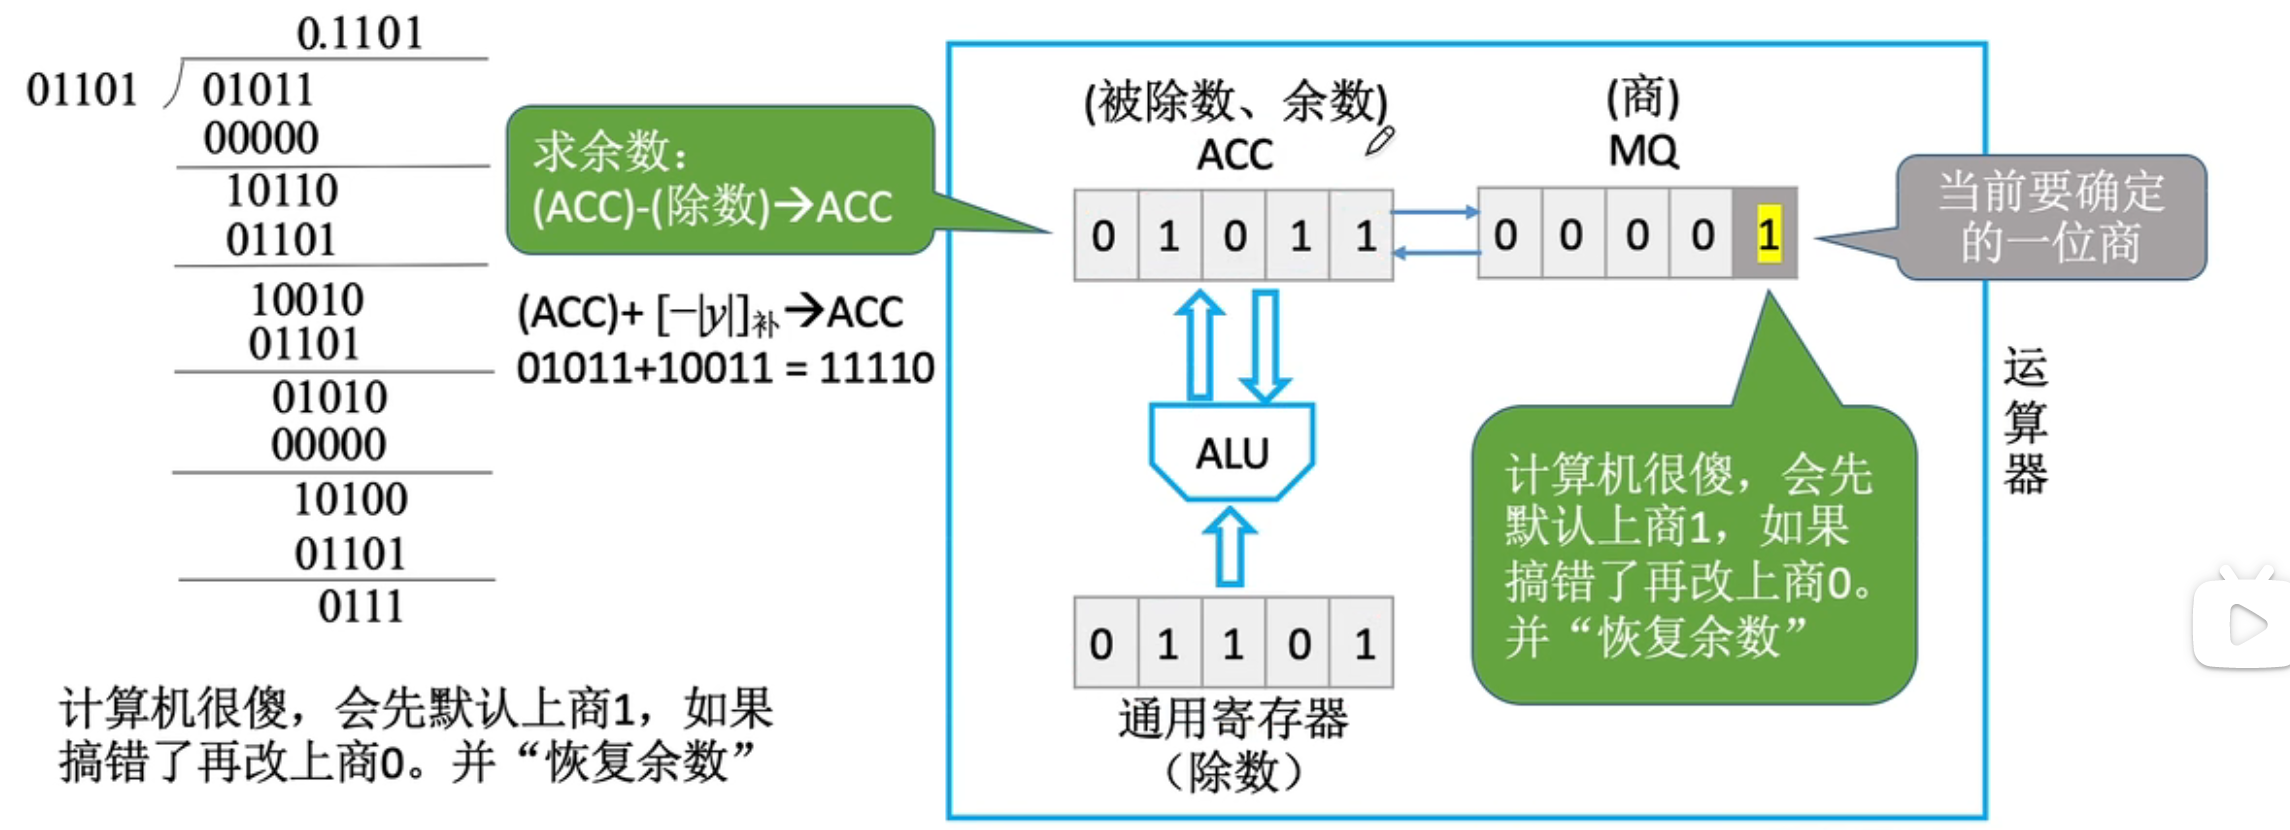 0.1101
01101
01011
00000
10110
01101
10010
01101
01010
00000
10100
01101
0111
计算机很傻，会先默认上商1，如果
搞错了再改上商0。并“恢复余数”
求余数：
(ACC)-(除数)→ACC
(ACC)+ [−|y|]补→ACC
01011+10011 = 11110
(被除数、余数)
ACC
0 1 0 1 1
(商)
MQ
0 0 0 0 1
当前要确定
的一位商
ALU
0 1 1 0 1
通用寄存器
（除数）
计算机很傻，会先
默认上商1，如果
搞错了再改上商0。
并“恢复余数”
运
算
器